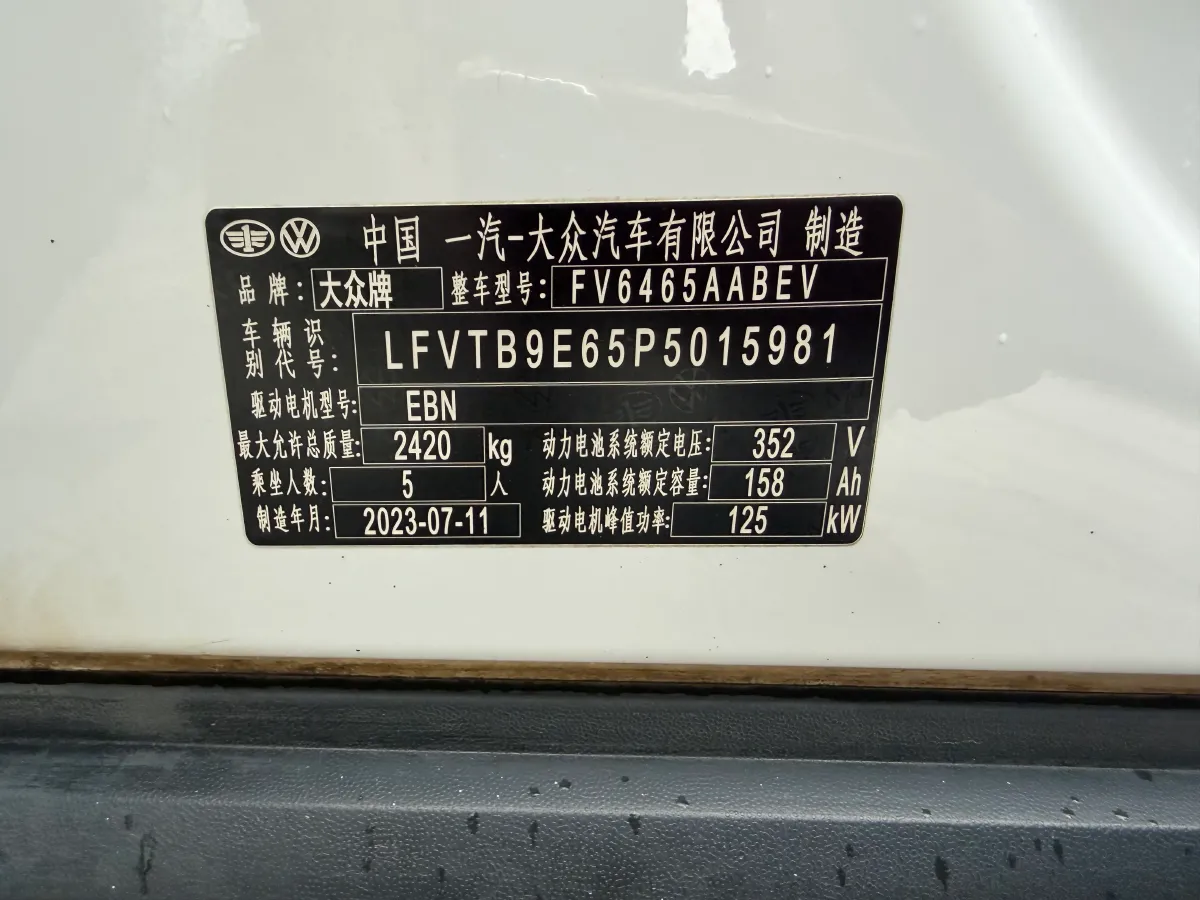 中国 一汽-大众汽车有限公司 制造
品牌: 大众牌 整车型号: FV6465AABEV
车辆识别代号: LFVTB9E65P5015981
驱动电机型号: EBN
最大允许总质量: 2420 kg 动力电池系统额定电压: 352 V
乘坐人数: 5 人 动力电池系统额定容量: 158 Ah
制造年月: 2023-07-11 驱动电机峰值功率: 125 kW